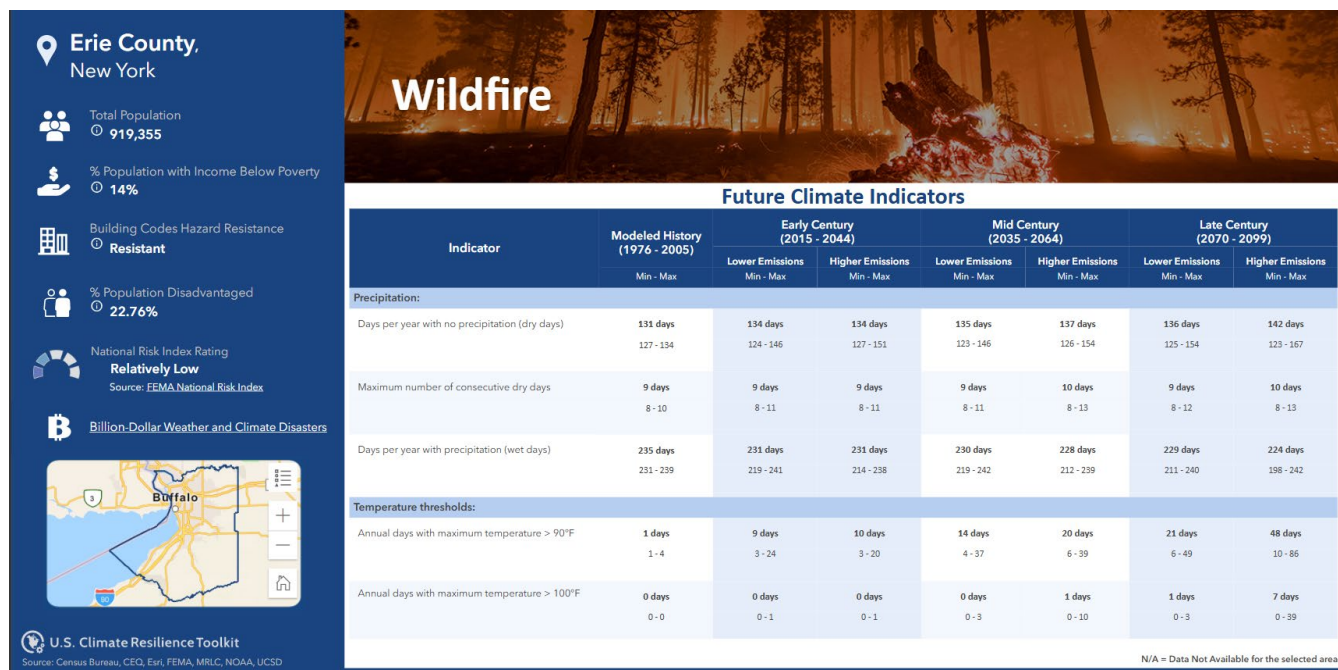 Erie County,
New York
Total Population
919,355
% Population with Income Below Poverty
14%
Building Codes Hazard Resistance
Resistant
% Population Disadvantaged
22.76%
National Risk Index Rating
Relatively Low
Source: FEMA National Risk Index
Billion-Dollar Weather and Climate Disasters
3
Buffalo
90
U.S. Climate Resilience Toolkit
Source: Census Bureau, CEQ, Esri, FEMA, MRLC, NOAA, UCSD
Wildfire
Future Climate Indicators
Indicator
Modeled History
(1976 - 2005)
Early Century
(2015 - 2044)
Mid Century
(2035 - 2064)
Late Century
(2070 - 2099)
Lower Emissions Higher Emissions Lower Emissions Higher Emissions Lower Emissions Higher Emissions
Min - Max Min - Max Min - Max Min - Max Min - Max Min - Max Min - Max
Precipitation:
Days per year with no precipitation (dry days) 131 days 134 days 134 days 135 days 137 days 136 days 142 days
127 - 134 124 - 146 127 - 151 123 - 146 126 - 154 125 - 154 123 - 167
Maximum number of consecutive dry days 9 days 9 days 9 days 9 days 10 days 9 days 10 days
8 - 10 8 - 11 8 - 11 8 - 11 8 - 13 8 - 12 8 - 13
Days per year with precipitation (wet days) 235 days 231 days 231 days 230 days 228 days 229 days 224 days
231 - 239 219 - 241 214 - 238 219 - 242 212 - 239 211 - 240 198 - 242
Temperature thresholds:
Annual days with maximum temperature > 90°F 1 days 9 days 10 days 14 days 20 days 21 days 48 days
1 - 4 3 - 24 3 - 20 4 - 37 6 - 39 6 - 49 10 - 86
Annual days with maximum temperature > 100°F 0 days 0 days 0 days 0 days 1 days 1 days 7 days
0 - 0 0 - 1 0 - 1 0 - 3 0 - 10 0 - 3 0 - 39
N/A = Data Not Available for the selected area